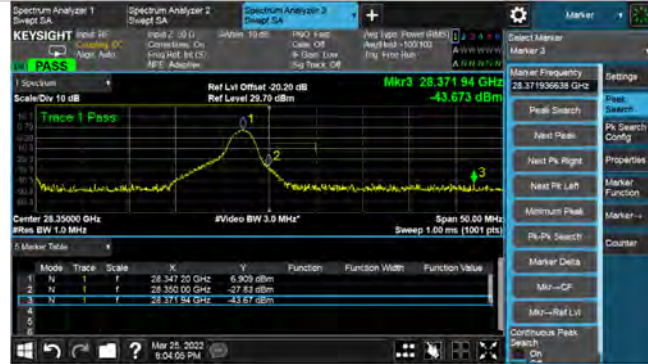 Spectrum Analyzer 1
Swept SA
Spectrum Analyzer 2
Swept SA
Spectrum Analyzer 3
Swept SA
+
Marker
KEYSIGHT
Input: RF
Coupling: DC
Align: Auto
Input Z: 50 Ω
Corrections: On
Freq Ref: Int (S)
NFE: Adaptive
Atten: 10 dB
PNO: Fast
Gate: Off
IF Gain: Low
Sig Track: Off
Avg Type: Power (RMS)
Avg|Hold: >100/100
Trig: Free Run
PASS
Select Marker
Marker 3
1 Spectrum
Scale/Div 10 dB
Ref Lvl Offset -20.20 dB
Ref Level 29.70 dBm
Mkr3 28.371 94 GHz
-43.673 dBm
Trace 1 Pass
1
2
3
Center 28.35000 GHz
#Res BW 1.0 MHz
#Video BW 3.0 MHz*
Span 50.00 MHz
Sweep 1.00 ms (1001 pts)
5 Marker Table
Mode Trace Scale X Y Function Function Width Function Value
1 N 1 f 28.347 20 GHz 6.909 dBm
2 N 1 f 28.350 00 GHz -27.83 dBm
3 N 1 f 28.371 94 GHz -43.67 dBm
4
5
6
Marker Frequency
28.371936638 GHz
Peak Search
Next Peak
Next Pk Right
Next Pk Left
Minimum Peak
Pk-Pk Search
Marker Delta
Mkr→CF
Mkr→Ref Lvl
Continuous Peak
Search
On
Off
Settings
Peak
Search
Pk Search
Config
Properties
Marker
Function
Marker→
Counter
?
Mar 25, 2022
8:04:05 PM